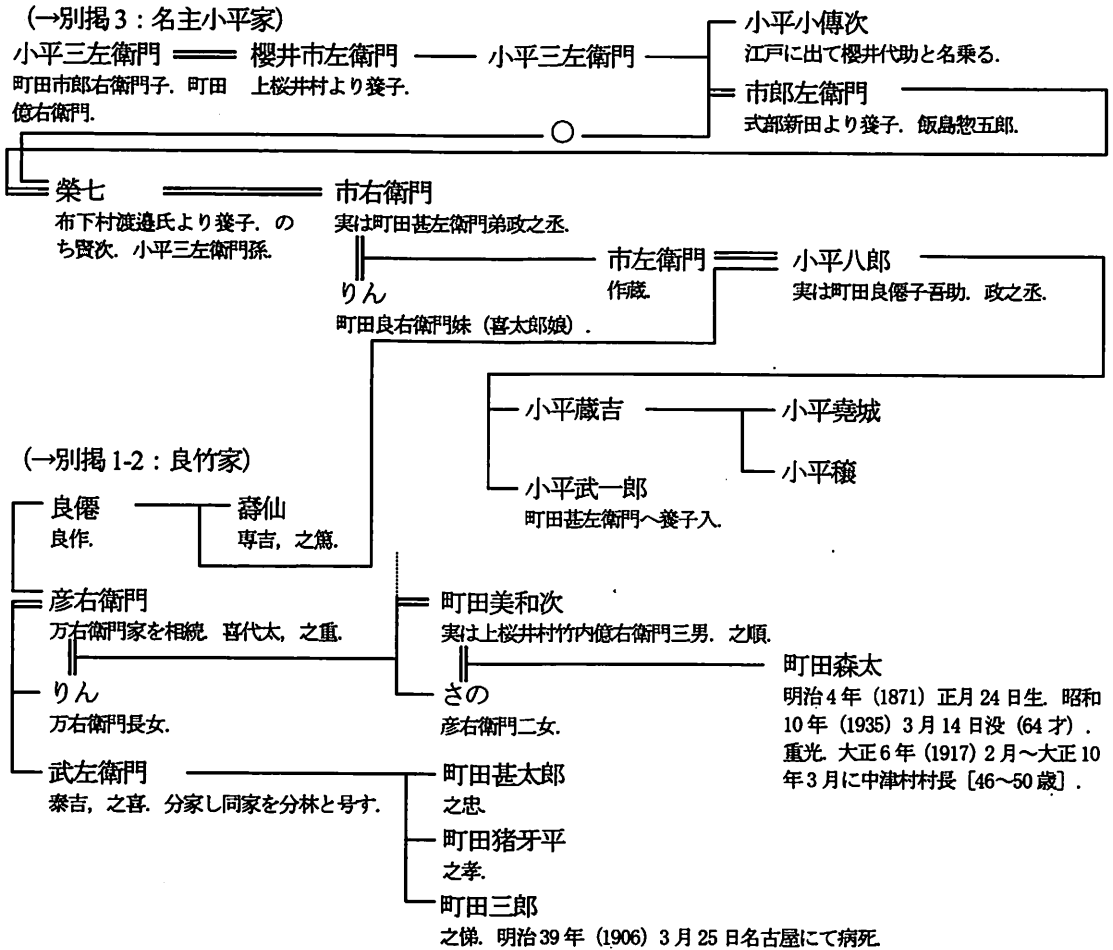 (→別掲3：名主小平家)
小平三左衛門
町田市郎右衛門子．町田
億右衛門．
櫻井市左衛門
上桜井村より養子．
小平三左衛門
小平小傳次
江戸に出て櫻井代助と名乗る．
市郎左衛門
式部新田より養子．飯島惣五郎．
榮七
布下村渡邉氏より養子．の
ち賢次．小平三左衛門孫．
市右衛門
実は町田甚左衛門弟政之丞．
りん
町田良右衛門妹（喜太郎娘）．
市左衛門
作蔵．
小平八郎
実は町田良僊子吾助．政之丞．
小平蔵吉
小平堯城
小平穣
小平武一郎
町田甚左衛門へ養子入．
(→別掲1-2：良竹家)
良僊
良作．
壽仙
専吉，之篤．
彦右衛門
万右衛門家を相続．喜代太，之重．
りん
万右衛門長女．
武左衛門
泰吉，之喜．分家し同家を分林と号す．
町田美和次
実は上桜井村竹内億右衛門三男．之順．
さの
彦右衛門二女．
町田森太
明治4年（1871）正月24日生．昭和
10年（1935）3月14日没（64才）．
重光．大正6年（1917）2月～大正10
年3月に中津村村長［46～50歳］．
町田甚太郎
之忠．
町田猪牙平
之孝．
町田三郎
之悌．明治39年（1906）3月25日名古屋にて病死．